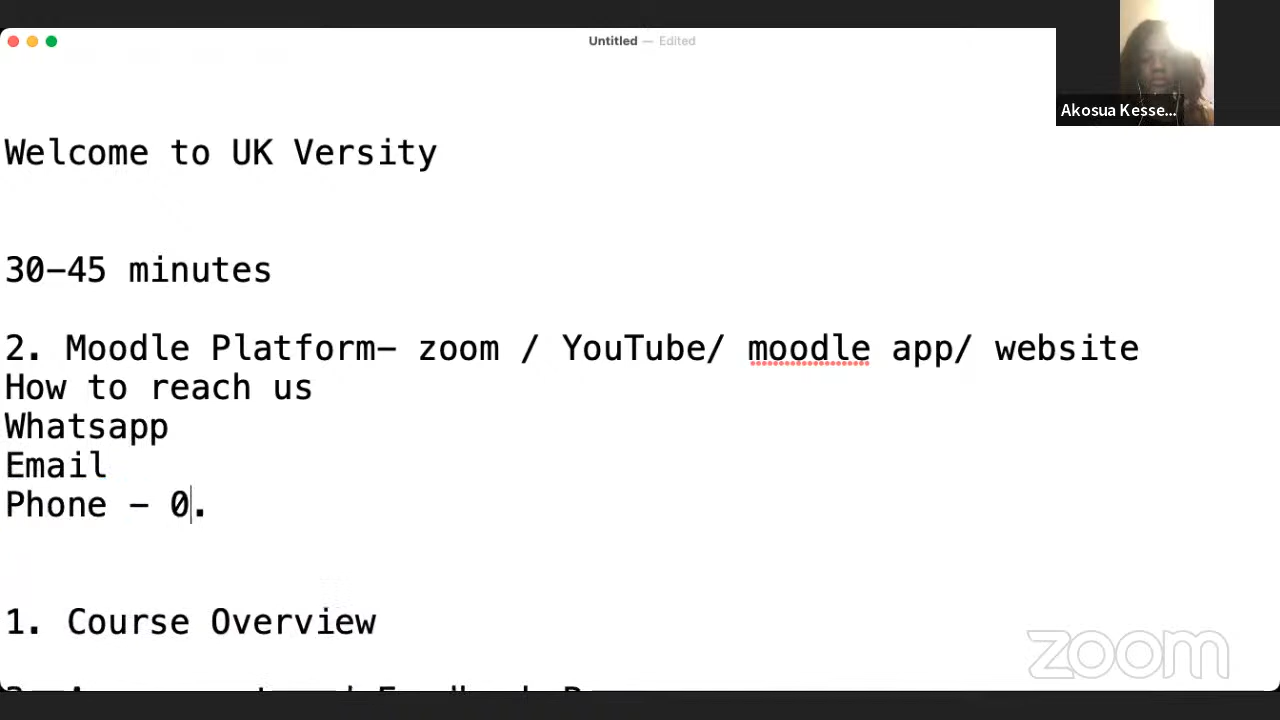 Untitled — Edited
Akosua Kesse...
Welcome to UK Versity
30-45 minutes
2. Moodle Platform- zoom / YouTube/ moodle app/ website
How to reach us
Whatsapp
Email
Phone - 0.
1. Course Overview
zoom